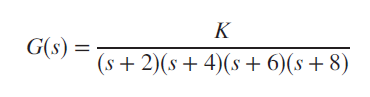 G(s) = K / (s + 2)(s + 4)(s + 6)(s + 8)